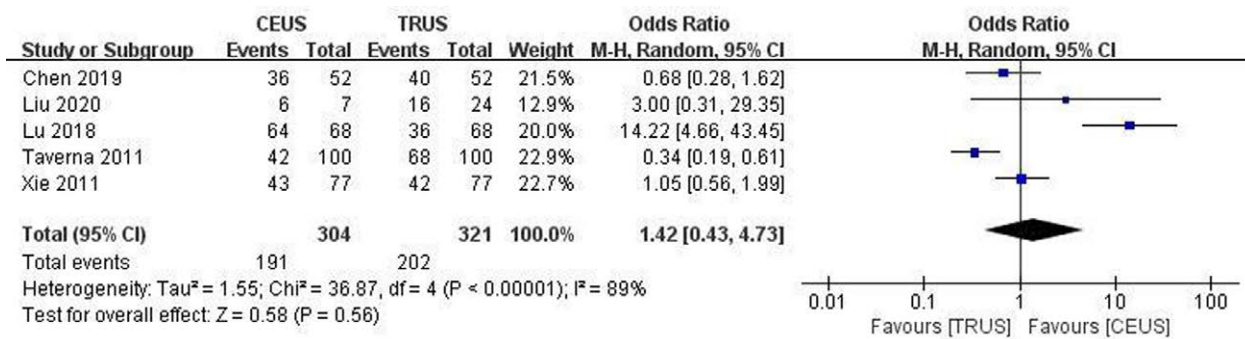 CEUS TRUS Odds Ratio Odds Ratio
Study or Subgroup Events Total Events Total Weight M-H, Random, 95% CI M-H, Random, 95% CI
Chen 2019 36 52 40 52 21.5% 0.68 [0.28, 1.62]
Liu 2020 6 7 16 24 12.9% 3.00 [0.31, 29.35]
Lu 2018 64 68 36 68 20.0% 14.22 [4.66, 43.45]
Taverna 2011 42 100 68 100 22.9% 0.34 [0.19, 0.61]
Xie 2011 43 77 42 77 22.7% 1.05 [0.56, 1.99]
Total (95% CI) 304 321 100.0% 1.42 [0.43, 4.73]
Total events 191 202
Heterogeneity: Tau² = 1.55; Chi² = 36.87, df = 4 (P < 0.00001); I² = 89%
Test for overall effect: Z = 0.58 (P = 0.56)
0.01 0.1 1 10 100
Favours [TRUS] Favours [CEUS]